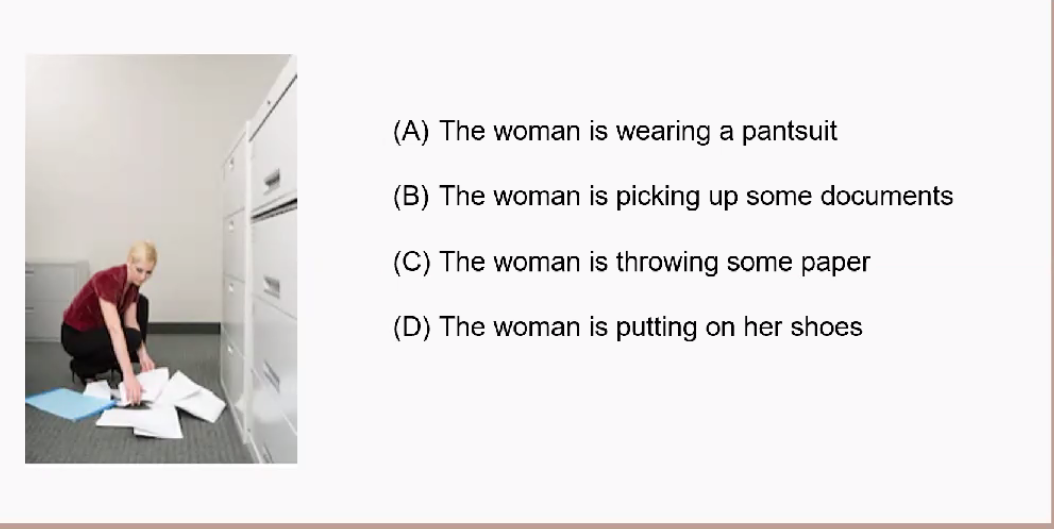 (A) The woman is wearing a pantsuit
(B) The woman is picking up some documents
(C) The woman is throwing some paper
(D) The woman is putting on her shoes